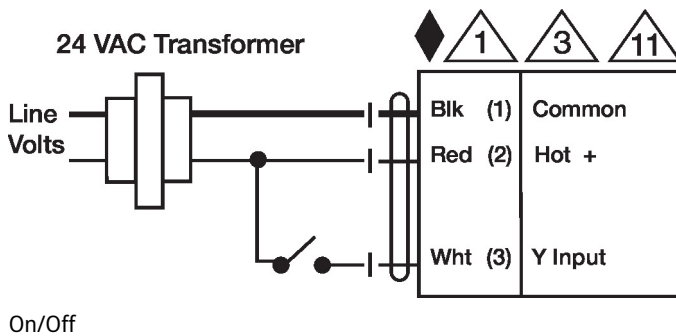 24 VAC Transformer
1 3 11
Line
Volts
Blk (1) Common
Red (2) Hot +
Wht (3) Y Input
On/Off